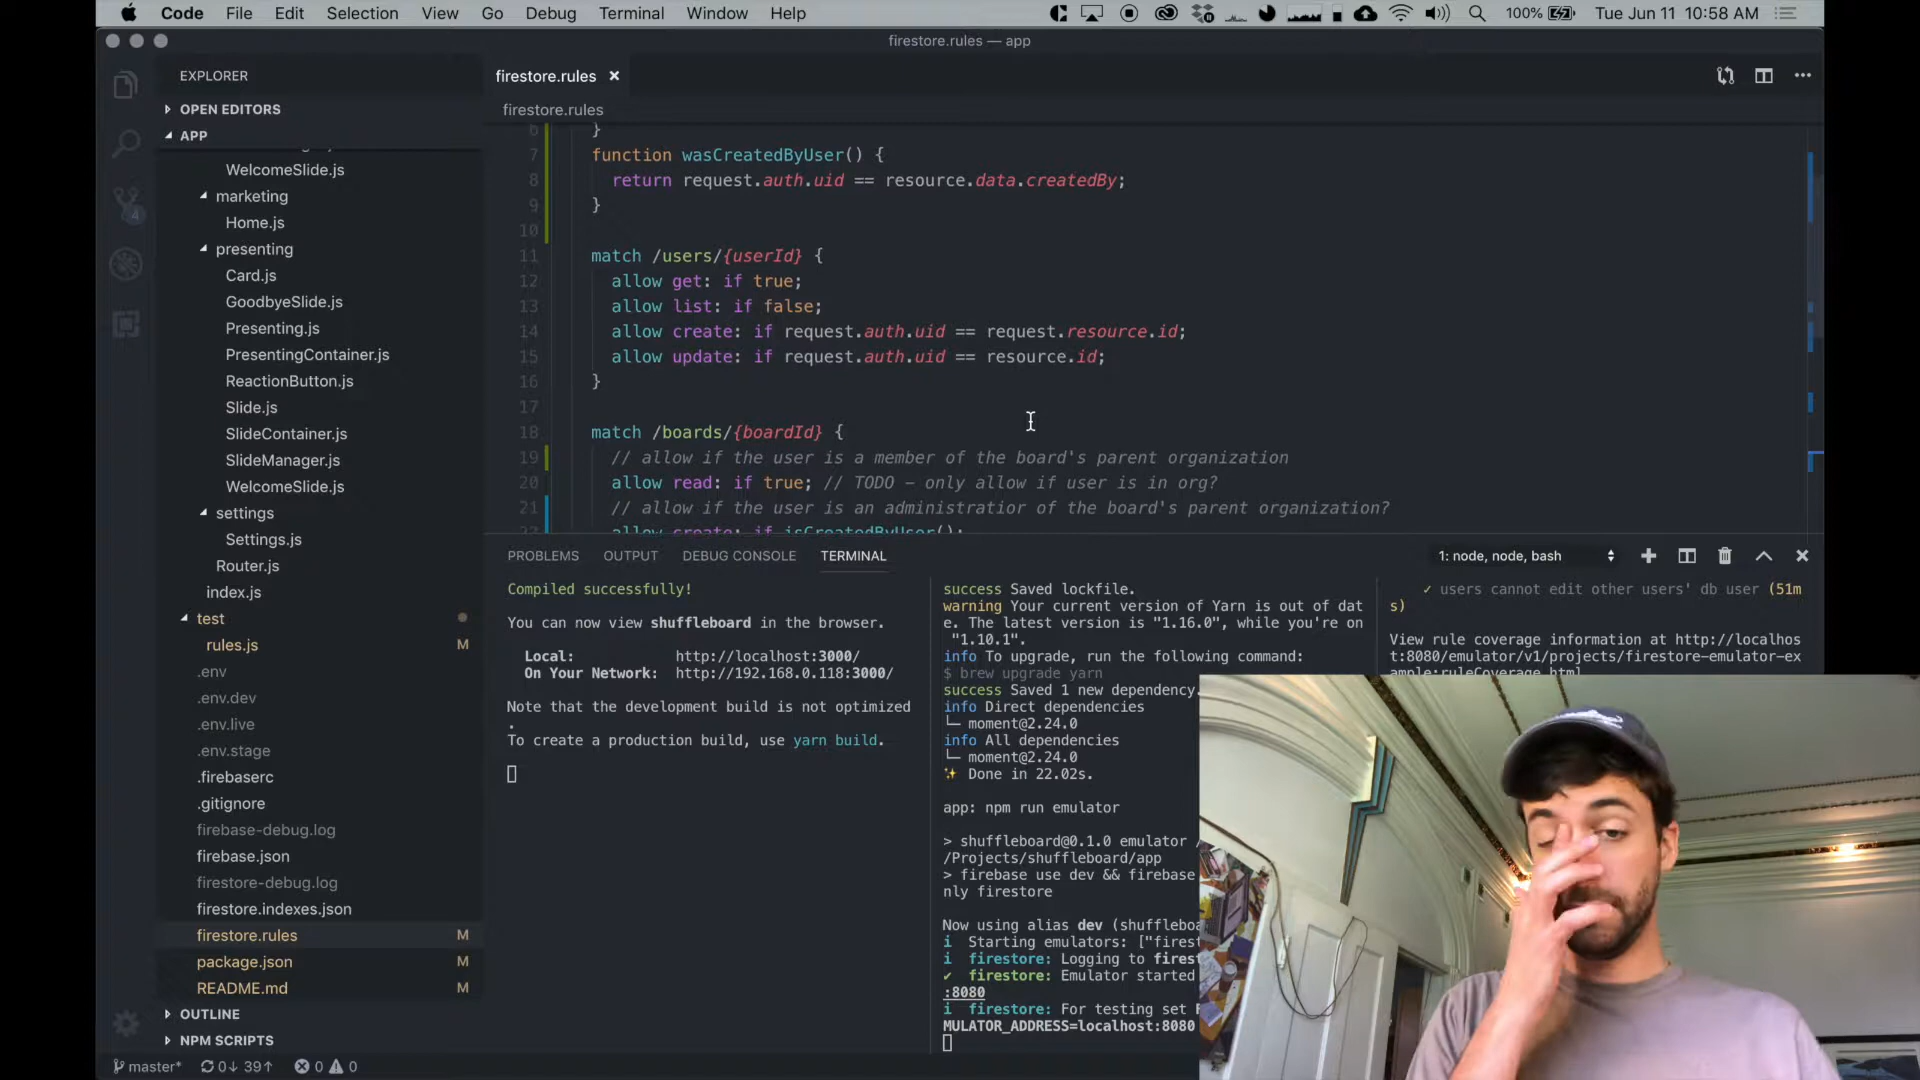 Code File Edit Selection View Go Debug Terminal Window Help 100% Tue Jun 11 10:58 AM
firestore.rules — app
EXPLORER
OPEN EDITORS
APP
WelcomeSlide.js
marketing
Home.js
presenting
Card.js
GoodbyeSlide.js
Presenting.js
PresentingContainer.js
ReactionButton.js
Slide.js
SlideContainer.js
SlideManager.js
WelcomeSlide.js
settings
Settings.js
Router.js
index.js
test
rules.js M
.env
.env.dev
.env.live
.env.stage
.firebaserc
.gitignore
firebase-debug.log
firebase.json
firestore-debug.log
firestore.indexes.json
firestore.rules M
package.json M
README.md M
OUTLINE
NPM SCRIPTS
master* 0↓ 39↑ 0 0
4
firestore.rules ×
firestore.rules
6 }
7 function wasCreatedByUser() {
8 return request.auth.uid == resource.data.createdBy;
9 }
10
11 match /users/{userId} {
12 allow get: if true;
13 allow list: if false;
14 allow create: if request.auth.uid == request.resource.id;
15 allow update: if request.auth.uid == resource.id;
16 }
17
18 match /boards/{boardId} {
19 // allow if the user is a member of the board's parent organization
20 allow read: if true; // TODO - only allow if user is in org?
21 // allow if the user is an administratior of the board's parent organization?
allow create: if isCreatedByUser();
PROBLEMS OUTPUT DEBUG CONSOLE TERMINAL 1: node, node, bash
Compiled successfully!
You can now view shuffleboard in the browser.
Local: http://localhost:3000/
On Your Network: http://192.168.0.118:3000/
Note that the development build is not optimized
.
To create a production build, use yarn build.
success Saved lockfile.
warning Your current version of Yarn is out of dat
e. The latest version is "1.16.0", while you're on
"1.10.1".
info To upgrade, run the following command:
$ brew upgrade yarn
success Saved 1 new dependency.
info Direct dependencies
└─ moment@2.24.0
info All dependencies
└─ moment@2.24.0
✨ Done in 22.02s.
app: npm run emulator
> shuffleboard@0.1.0 emulator
/Projects/shuffleboard/app
> firebase use dev && firebase
nly firestore
Now using alias dev (shufflebo
i Starting emulators: ["fires
i firestore: Logging to fires
✔ firestore: Emulator started
:8080
i firestore: For testing set
MULATOR_ADDRESS=localhost:8080
✓ users cannot edit other users' db user (51m
s)
View rule coverage information at http://localhos
t:8080/emulator/v1/projects/firestore-emulator-ex
ample:ruleCoverage.html